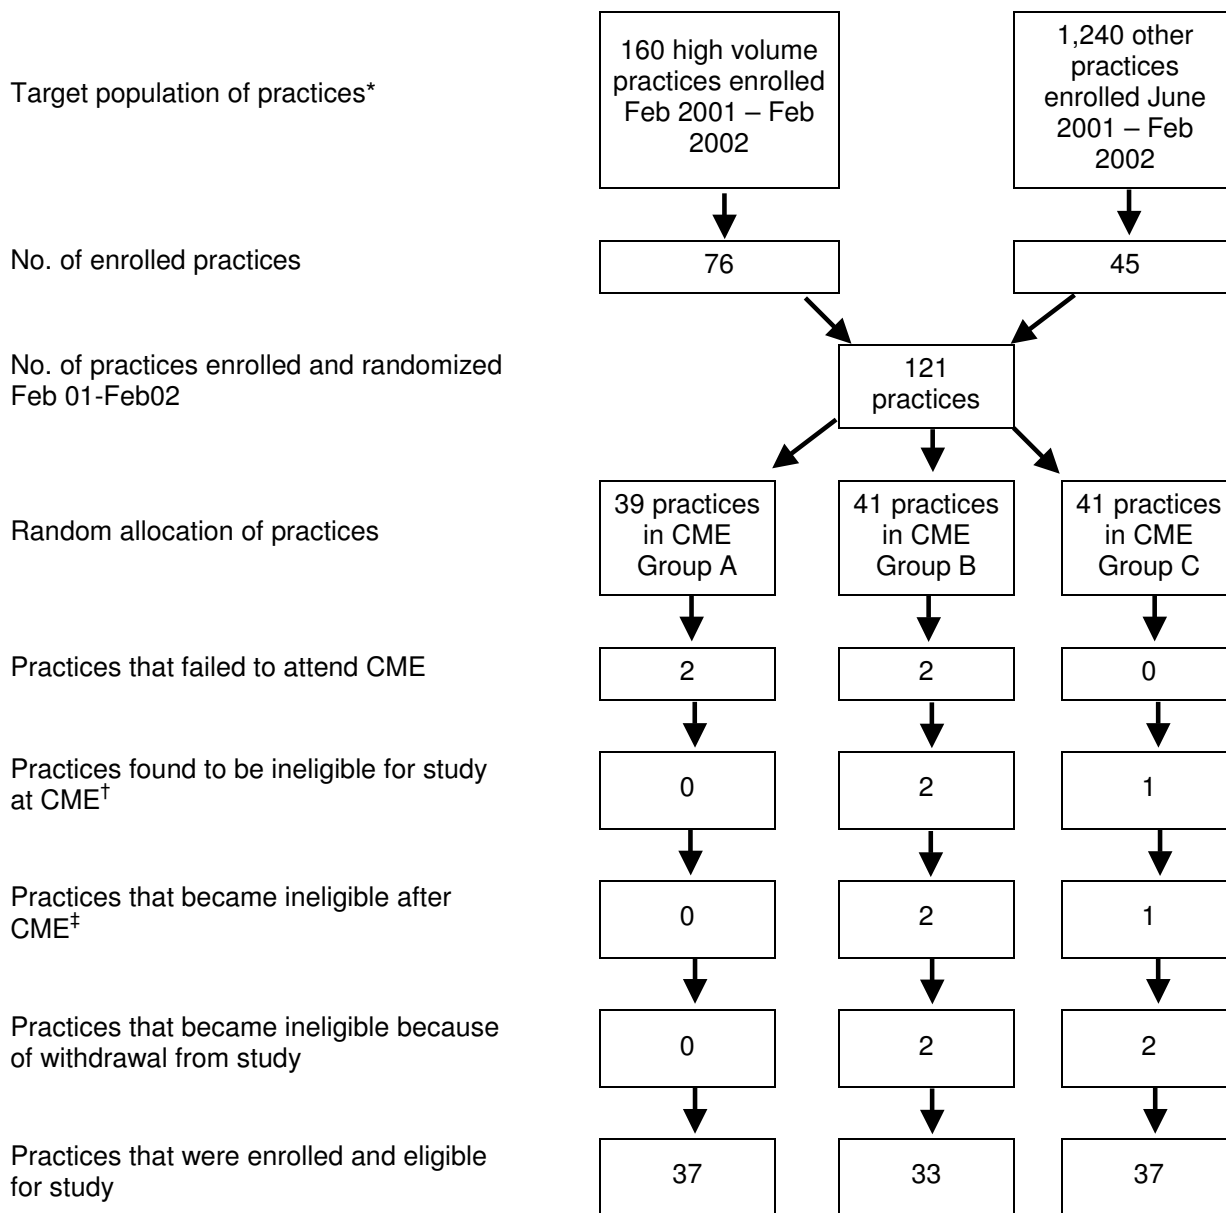 Target population of practices*
160 high volume
practices enrolled
Feb 2001 – Feb
2002
1,240 other
practices
enrolled June
2001 – Feb
2002
No. of enrolled practices
76
45
No. of practices enrolled and randomized
Feb 01-Feb02
121
practices
Random allocation of practices
39 practices
in CME
Group A
41 practices
in CME
Group B
41 practices
in CME
Group C
Practices that failed to attend CME
2
2
0
Practices found to be ineligible for study
at CME†
0
2
1
Practices that became ineligible after
CME‡
0
2
1
Practices that became ineligible because
of withdrawal from study
0
2
2
Practices that were enrolled and eligible
for study
37
33
37